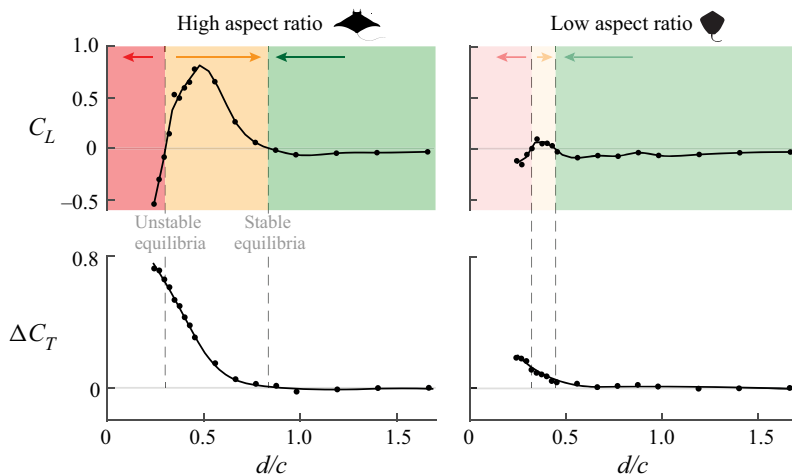 High aspect ratio
Low aspect ratio
1.0
0.5
C_L
0
−0.5
Unstable
equilibria
Stable
equilibria
0.8
ΔC_T
0
0
0.5
1.0
1.5
0
0.5
1.0
1.5
d/c
d/c